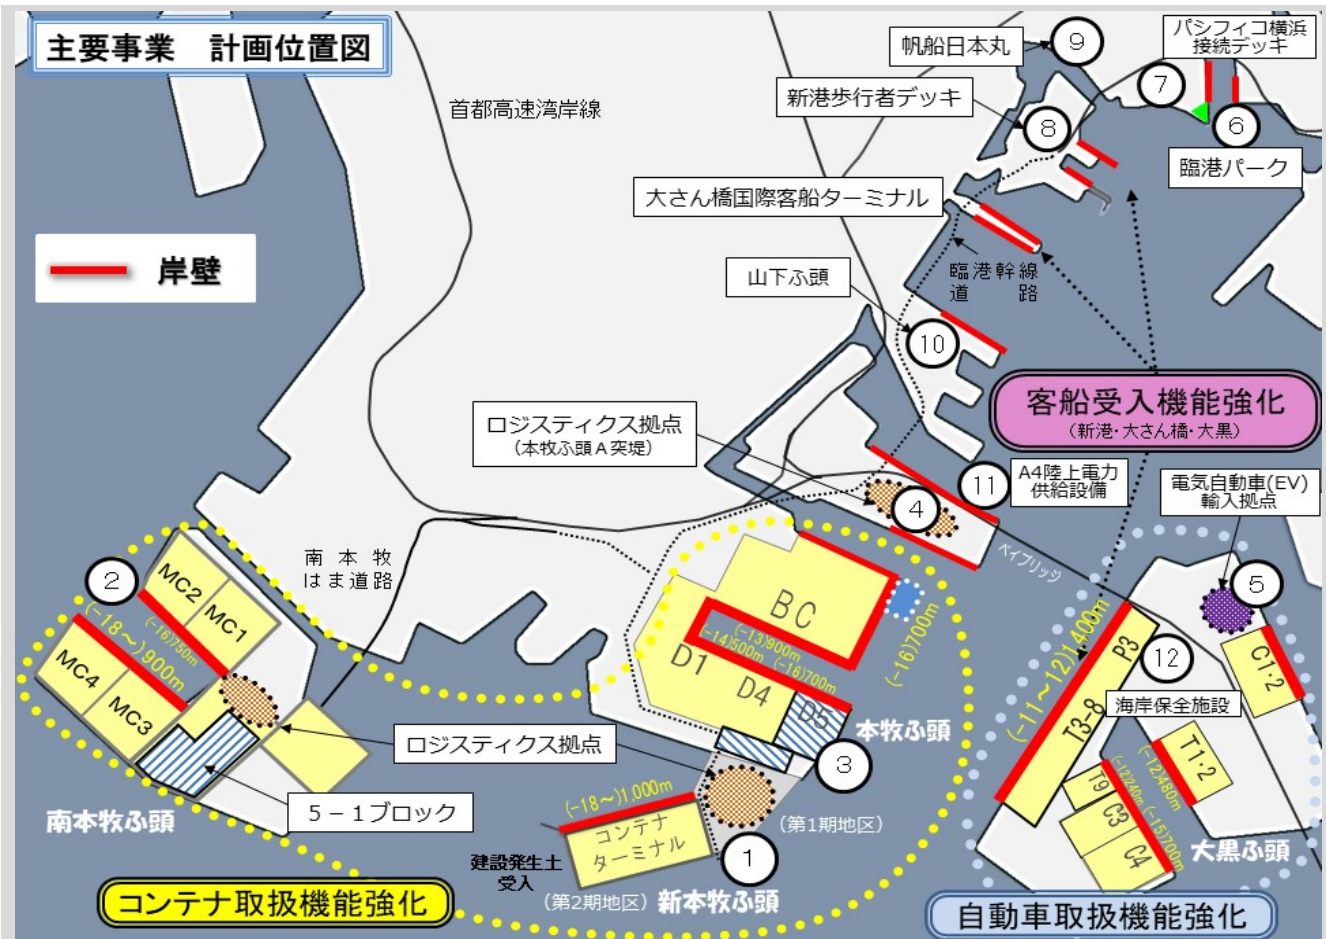 主要事業 計画位置図
岸壁
首都高速湾岸線
帆船日本丸
⑨
パシフィコ横浜
接続デッキ
⑦
新港歩行者デッキ
⑧
⑥
臨港パーク
大さん橋国際客船ターミナル
臨港幹線
道路
山下ふ頭
⑩
客船受入機能強化
(新港・大さん橋・大黒)
ロジスティクス拠点
(本牧ふ頭A突堤)
④
⑪
A4陸上電力
供給設備
電気自動車(EV)
輸入拠点
ベイブリッジ
⑤
南本牧
はま道路
②
MC2
MC1
(-16)750m
(-18～)900m
MC4
MC3
BC
(-13)900m
(-14)500m (-16)700m
(-16)700m
D1
D4
D5
本牧ふ頭
③
(-11～-12)1,400m
P3
T3-8
⑫
海岸保全施設
C1・2
T1・2
(-12)480m
(-12)240m (-15)700m
T9
C3
C4
大黒ふ頭
ロジスティクス拠点
5-1ブロック
南本牧ふ頭
(-18～)1,000m
コンテナ
ターミナル
(第1期地区)
①
建設発生土
受入
(第2期地区)
新本牧ふ頭
コンテナ取扱機能強化
自動車取扱機能強化